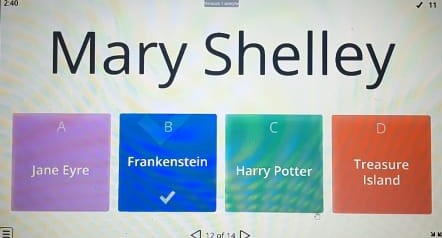 2:40
11
Mary Shelley
A
Jane Eyre
B
Frankenstein
C
Harry Potter
D
Treasure
Island
12 of 14